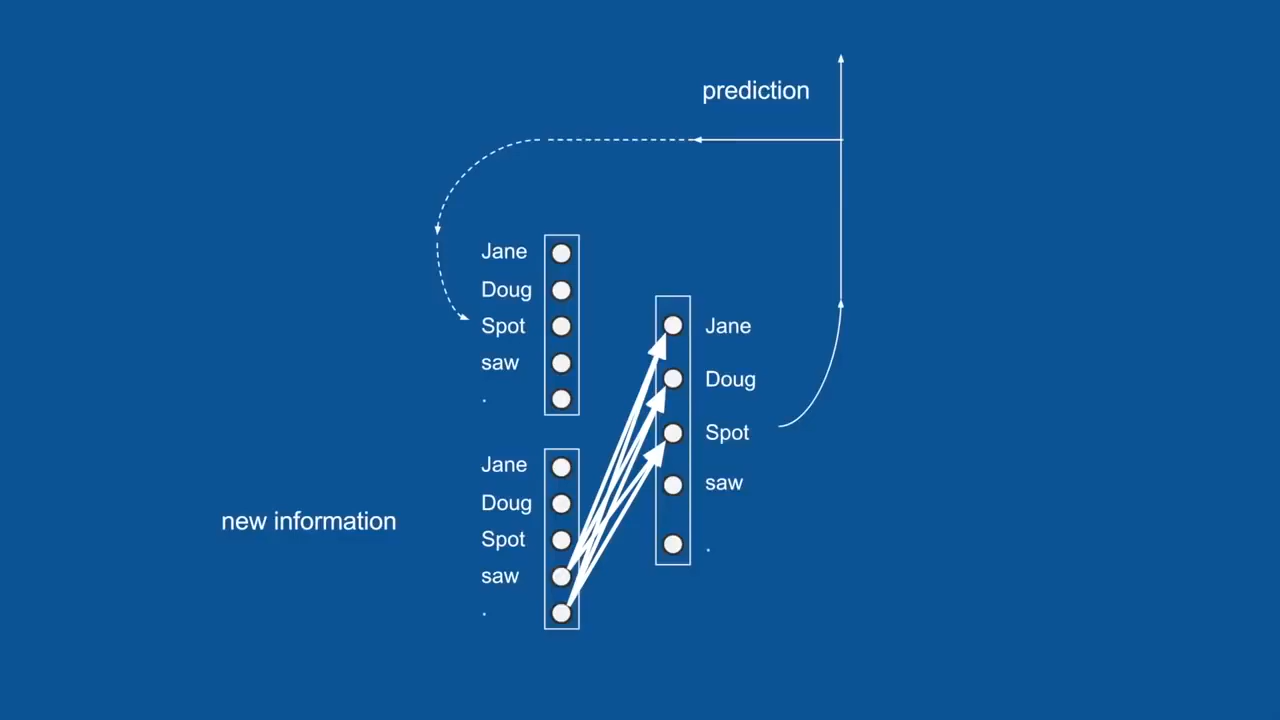 prediction
Jane
Doug
Spot
saw
.
Jane
Doug
Spot
saw
.
new information
Jane
Doug
Spot
saw
.